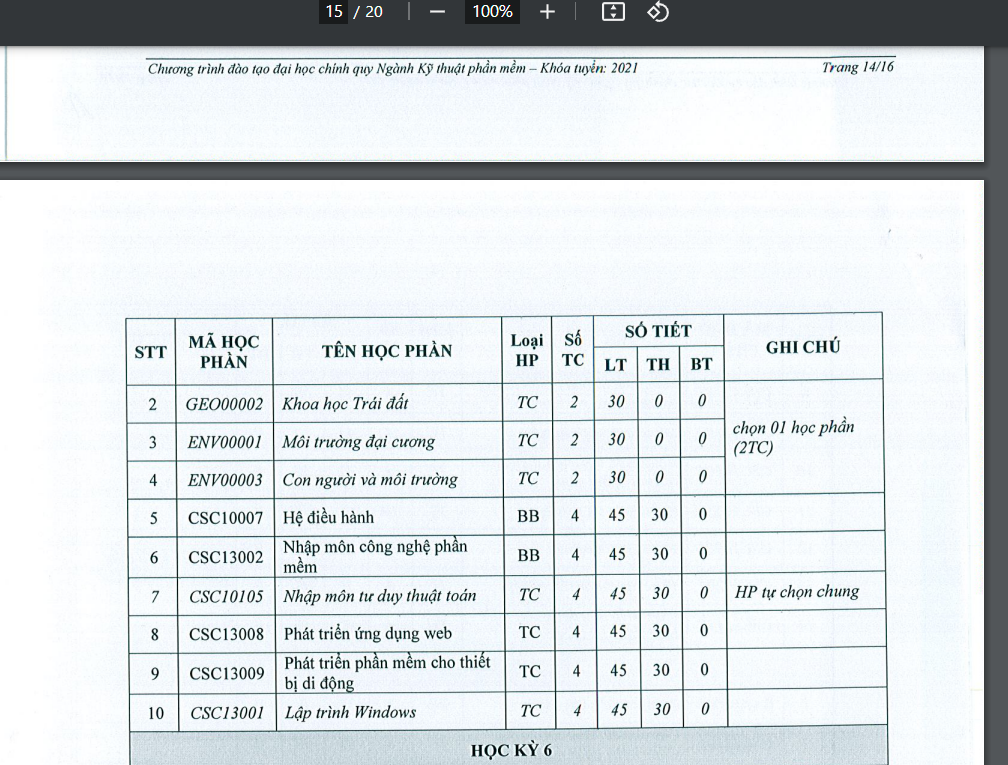 15 / 20 100%
Chương trình đào tạo đại học chính quy Ngành Kỹ thuật phần mềm – Khóa tuyển: 2021 Trang 14/16
STT MÃ HỌC PHẦN TÊN HỌC PHẦN Loại HP Số TC SỐ TIẾT LT TH BT GHI CHÚ
2 GEO00002 Khoa học Trái đất TC 2 30 0 0 chọn 01 học phần (2TC)
3 ENV00001 Môi trường đại cương TC 2 30 0 0
4 ENV00003 Con người và môi trường TC 2 30 0 0
5 CSC10007 Hệ điều hành BB 4 45 30 0
6 CSC13002 Nhập môn công nghệ phần mềm BB 4 45 30 0
7 CSC10105 Nhập môn tư duy thuật toán TC 4 45 30 0 HP tự chọn chung
8 CSC13008 Phát triển ứng dụng web TC 4 45 30 0
9 CSC13009 Phát triển phần mềm cho thiết bị di động TC 4 45 30 0
10 CSC13001 Lập trình Windows TC 4 45 30 0
HỌC KỲ 6